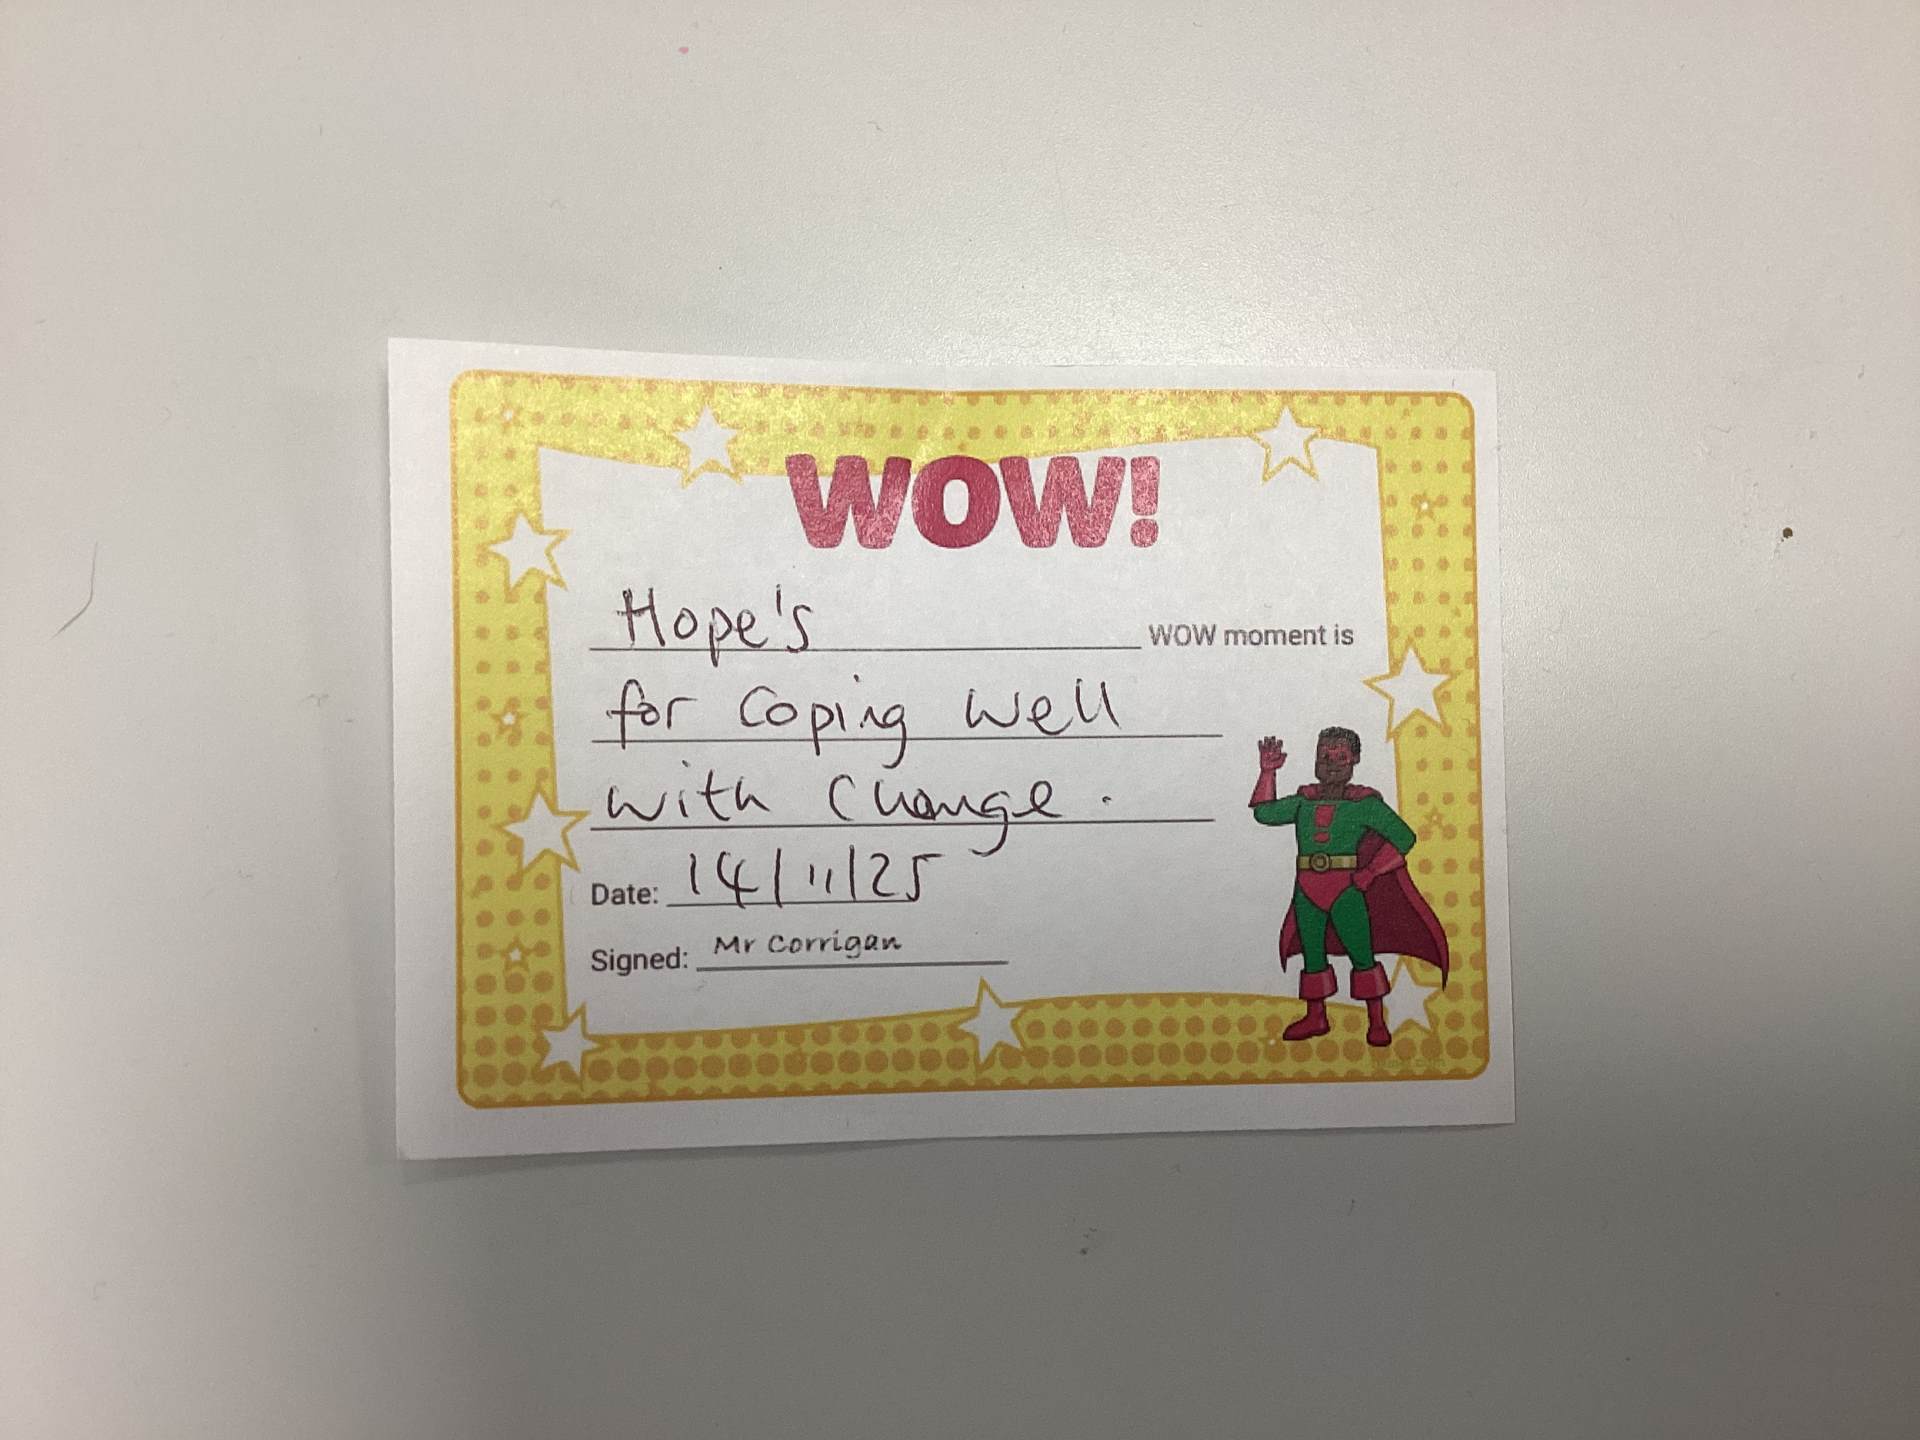 WOW!
Hope's WOW moment is
for coping well
with change.
Date: 14/11/25
Signed: Mr Corrigan